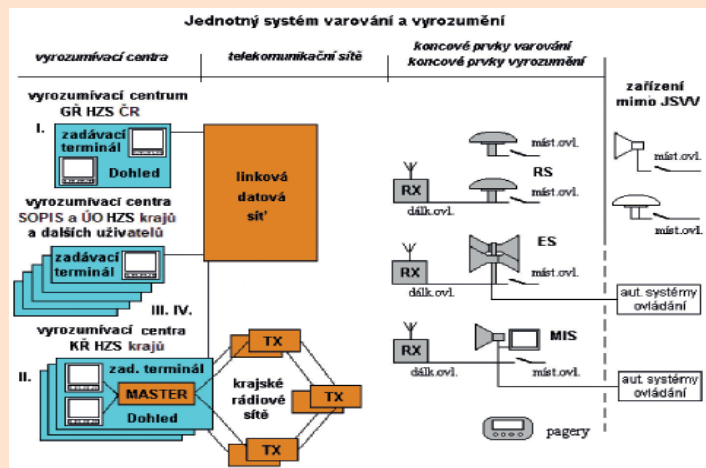 Jednotný systém varování a vyrozumění
vyrozumívací centra
telekomunikační sítě
koncové prvky varování
koncové prvky vyrozumění
zařízení
mimo JSVV
vyrozumívací centrum
GŘ HZS ČR
I.
zadávací
terminál
Dohled
vyrozumívací centra
SOPIS a ÚO HZS krajů
a dalších uživatelů
zadávací
terminál
III. IV.
vyrozumívací centra
KŘ HZS krajů
II.
zad. terminál
MASTER
Dohled
linková
datová
síť
TX
krajské
rádiové
sítě
TX
TX
míst.ovl.
RS
RX
míst.ovl.
dálk.ovl.
ES
RX
míst.ovl.
dálk.ovl.
MIS
RX
míst.ovl.
dálk.ovl.
pagery
míst.ovl.
míst.ovl.
aut. systémy
ovládání
aut. systémy
ovládání